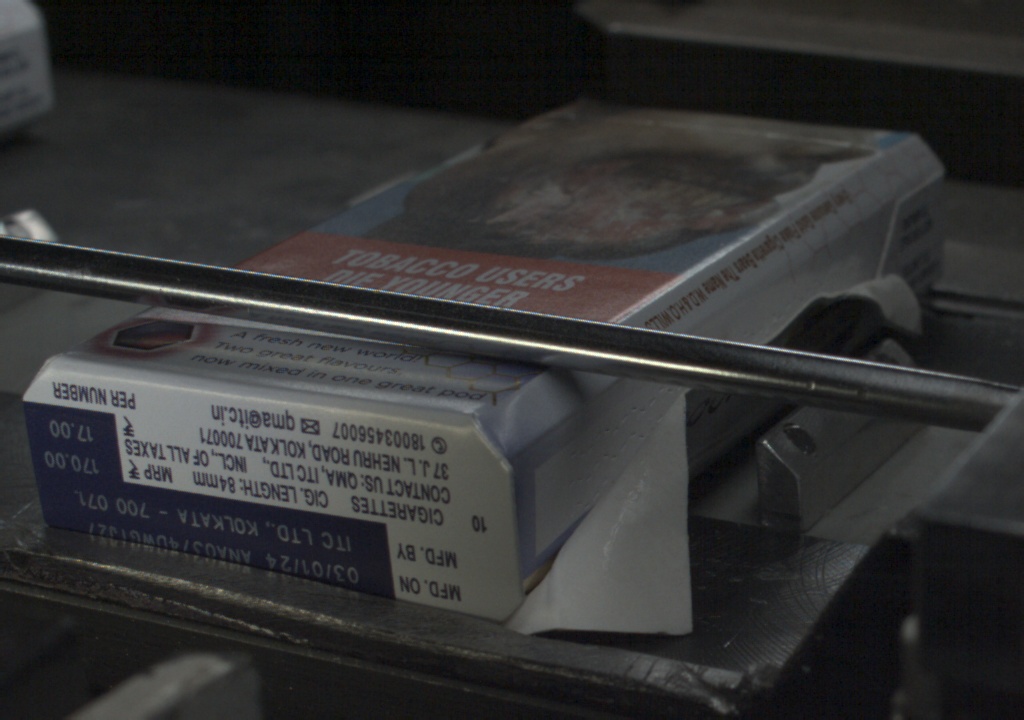 TOBACCO USERS
DIE YOUNGER
A fresh new world!
Two great flavours,
now mixed in one great pod
MFD. ON 03/01/24
MFD. BY ITC LTD., KOLKATA - 700 071.
10 CIGARETTES CIG. LENGTH: 84mm MRP ₹ 170.00
CONTACT US: QMA, ITC LTD., INCL., OF ALL TAXES
37 J. L. NEHRU ROAD, KOLKATA 700071 ₹ 17.00
18003456007 qma@itc.in PER NUMBER